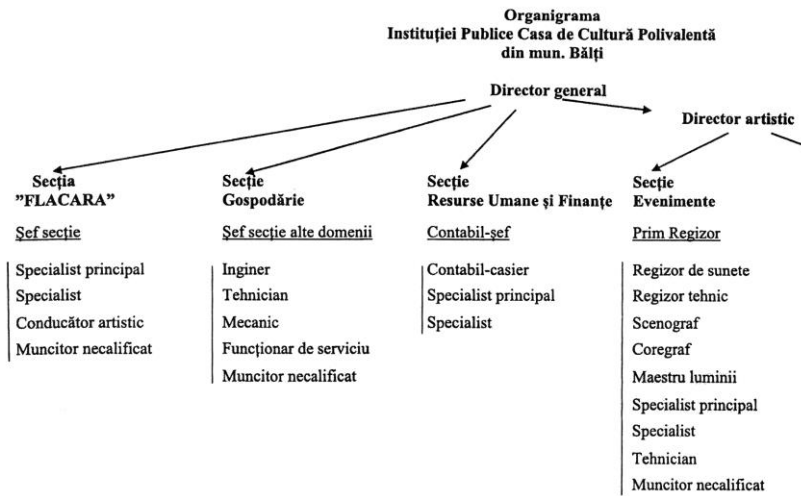 Organigrama
Instituției Publice Casa de Cultură Polivalentă
din mun. Bălți
Director general
Director artistic
Secția
”FLACARA”
Șef secție
Specialist principal
Specialist
Conducător artistic
Muncitor necalificat
Secție
Gospodărie
Șef secție alte domenii
Inginer
Tehnician
Mecanic
Funcționar de serviciu
Muncitor necalificat
Secție
Resurse Umane și Finanțe
Contabil-șef
Contabil-casier
Specialist principal
Specialist
Secție
Evenimente
Prim Regizor
Regizor de sunete
Regizor tehnic
Scenograf
Coregraf
Maestru luminii
Specialist principal
Specialist
Tehnician
Muncitor necalificat